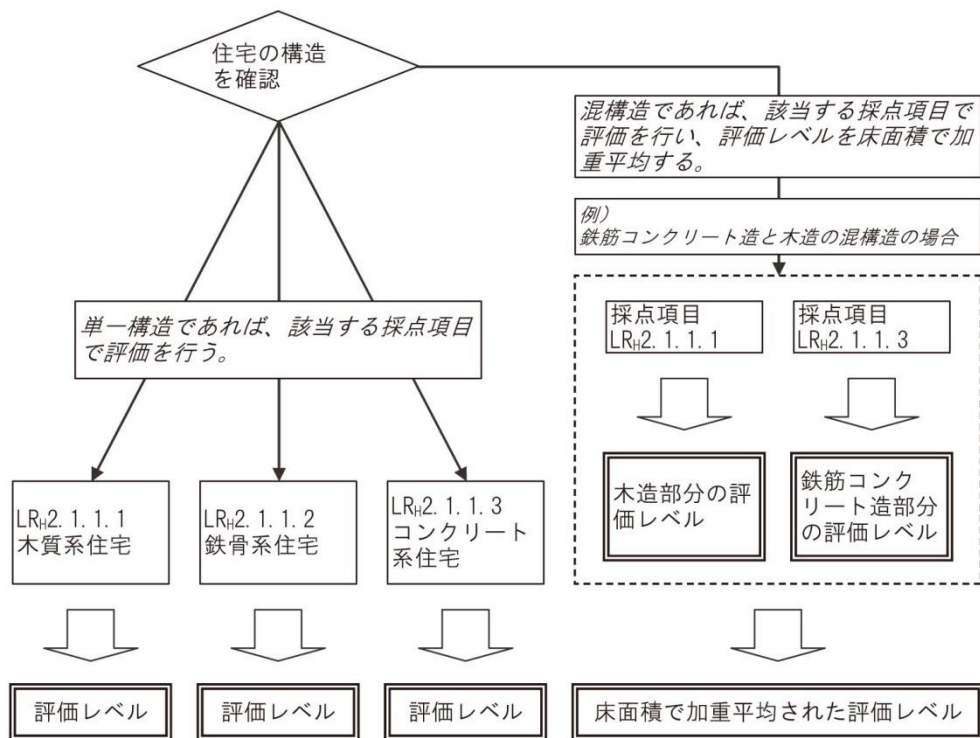 住宅の構造
を確認
混構造であれば、該当する採点項目で
評価を行い、評価レベルを床面積で加
重平均する。
例）
鉄筋コンクリート造と木造の混構造の場合
単一構造であれば、該当する採点項目
で評価を行う。
採点項目
LRH2.1.1.1
採点項目
LRH2.1.1.3
木造部分の評
価レベル
鉄筋コンク
リート造部分
の評価レベル
LRH2.1.1.1
木質系住宅
LRH2.1.1.2
鉄骨系住宅
LRH2.1.1.3
コンクリート
系住宅
評価レベル
評価レベル
評価レベル
床面積で加重平均された評価レベル